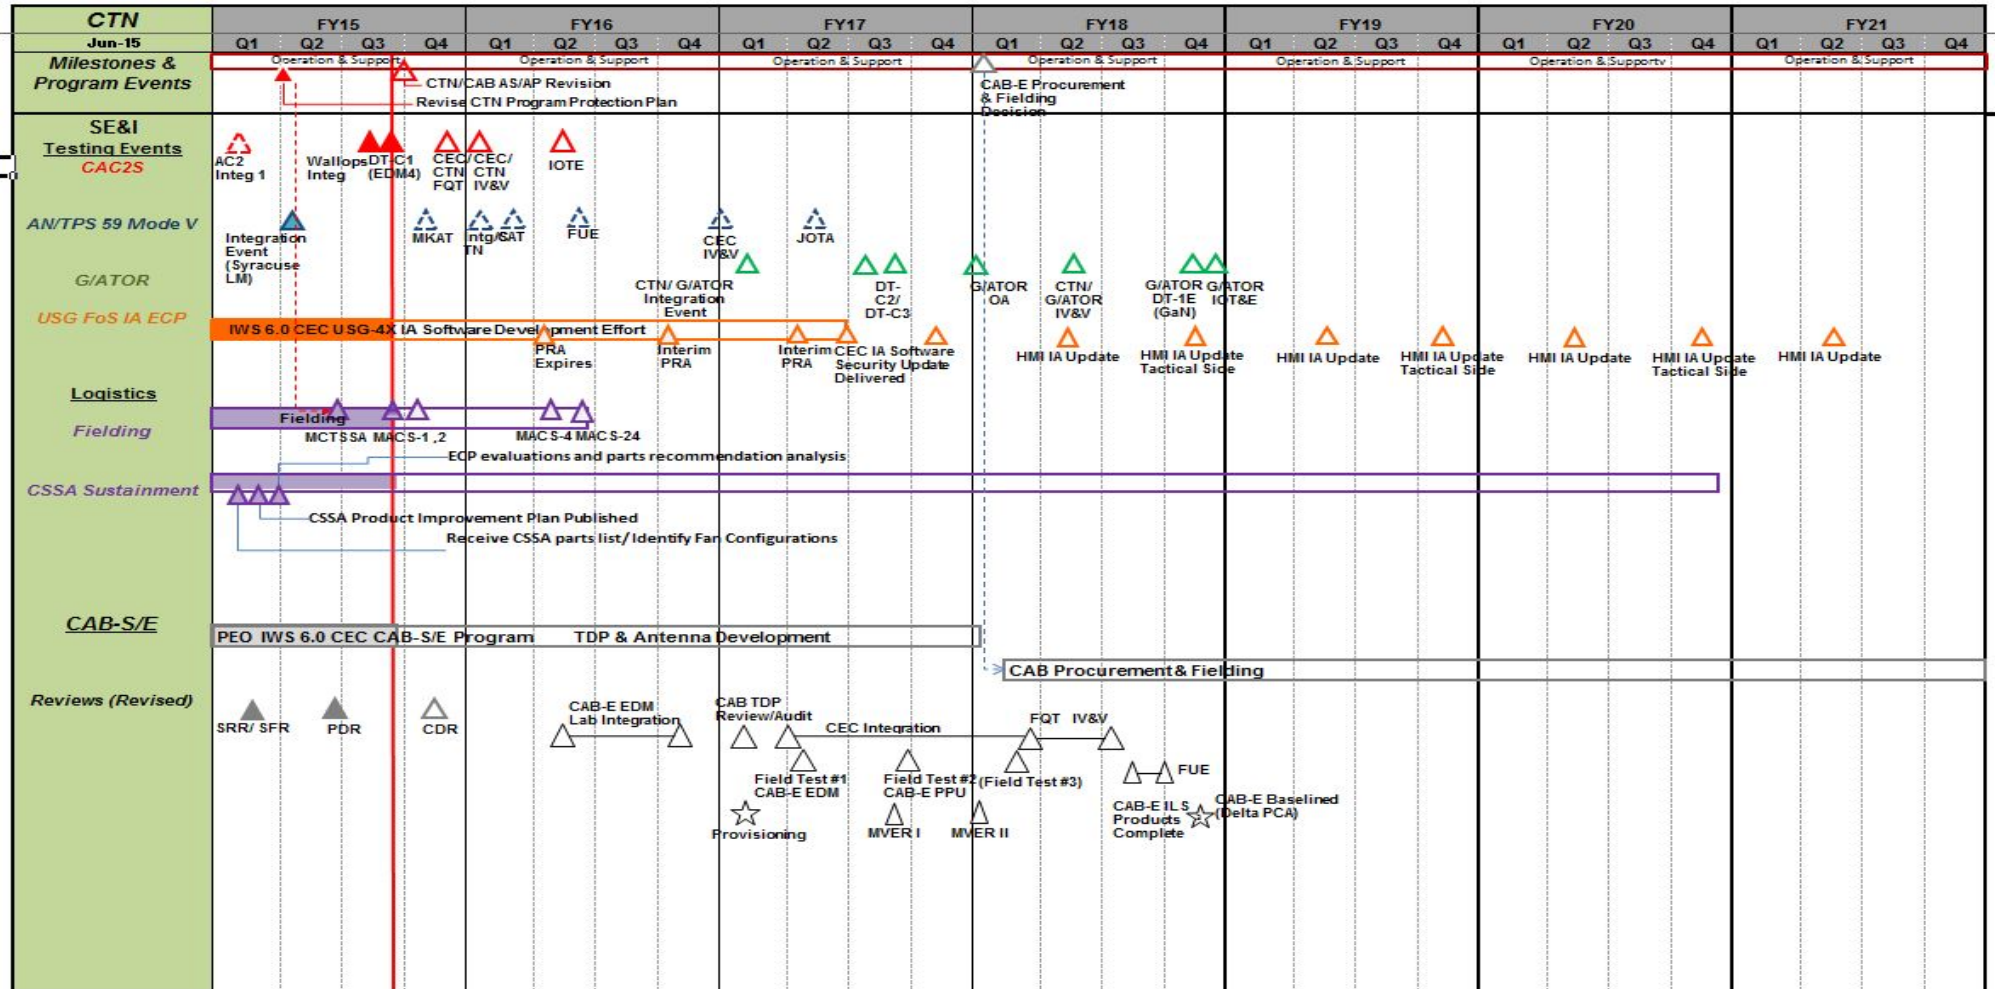 CTN
FY15 FY16 FY17 FY18 FY19 FY20 FY21
Jun-15
Q1 Q2 Q3 Q4 Q1 Q2 Q3 Q4 Q1 Q2 Q3 Q4 Q1 Q2 Q3 Q4 Q1 Q2 Q3 Q4 Q1 Q2 Q3 Q4 Q1 Q2 Q3 Q4
Milestones &
Program Events
Operation & Support
Operation & Support
Operation & Support
Operation & Support
Operation & Support
Operation & Supportv
Operation & Support
CTN/CAB AS/AP Revision
Revise CTN Program Protection Plan
CAB-E Procurement
& Fielding
Decision
SE&I
Testing Events
CAC2S
AC2
Integ 1
Wallops
Integ
DT-C1
(EDM4)
CEC/
CTN
FQT
CEC/
CTN
IV&V
IOTE
AN/TPS 59 Mode V
Integration
Event
(Syracuse
LM)
MKAT
Intg/C
TN
SAT
FUE
CEC
IV&V
JOTA
G/ATOR
CTN/ G/ATOR
Integration
Event
DT-
C2/
DT-C3
G/ATOR
OA
CTN/
G/ATOR
IV&V
G/ATOR
DT-1E
(GaN)
G/ATOR
IOT&E
USG FoS IA ECP
IWS 6.0 CEC USG-4X IA Software Development Effort
PRA
Expires
Interim
PRA
Interim
PRA
CEC IA Software
Security Update
Delivered
HMI IA Update
HMI IA Update
Tactical Side
HMI IA Update
HMI IA Update
Tactical Side
HMI IA Update
HMI IA Update
Tactical Side
HMI IA Update
Logistics
Fielding
Fielding
MCTSSA MACS-1,2
MACS-4 MACS-24
ECP evaluations and parts recommendation analysis
CSSA Sustainment
CSSA Product Improvement Plan Published
Receive CSSA parts list/ Identify Fan Configurations
CAB-S/E
PEO IWS 6.0 CEC CAB-S/E Program TDP & Antenna Development
CAB Procurement & Fielding
Reviews (Revised)
SRR/ SFR
PDR
CDR
CAB-E EDM
Lab Integration
CAB TDP
Review/Audit
CEC Integration
FQT IV&V
Field Test #1
CAB-E EDM
Field Test #2
CAB-E PPU
(Field Test #3)
FUE
Provisioning
MVER I
MVER II
CAB-E ILS
Products
Complete
CAB-E Baselined
(Delta PCA)